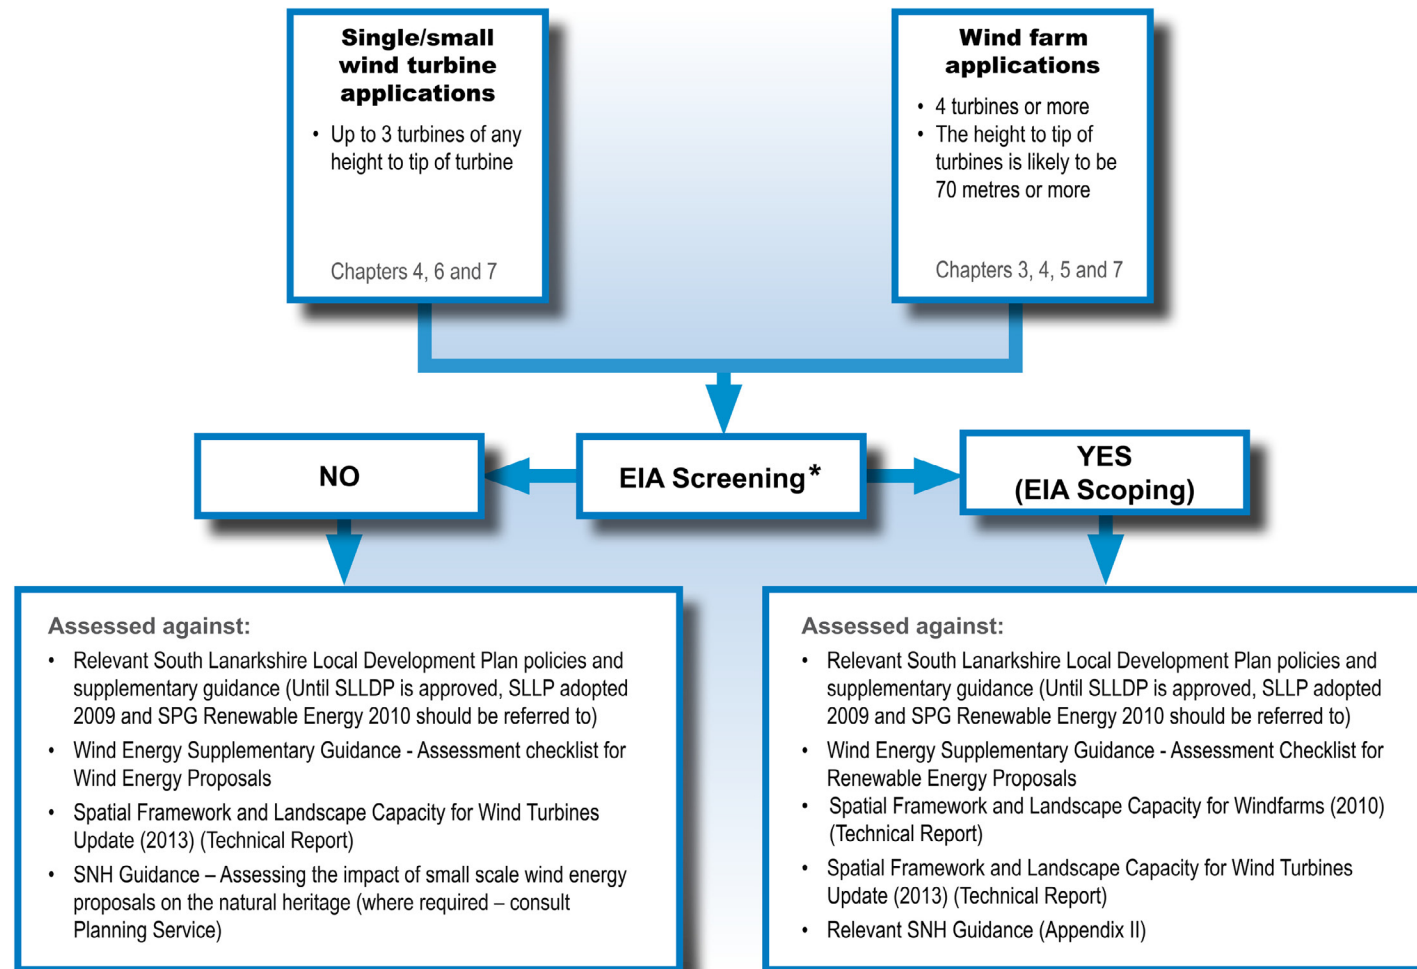 Single/small
wind turbine
applications
• Up to 3 turbines of any
height to tip of turbine
Chapters 4, 6 and 7
Wind farm
applications
• 4 turbines or more
• The height to tip of
turbines is likely to be
70 metres or more
Chapters 3, 4, 5 and 7
NO
EIA Screening*
YES
(EIA Scoping)
Assessed against:
• Relevant South Lanarkshire Local Development Plan policies and
supplementary guidance (Until SLLDP is approved, SLLP adopted
2009 and SPG Renewable Energy 2010 should be referred to)
• Wind Energy Supplementary Guidance - Assessment checklist for
Wind Energy Proposals
• Spatial Framework and Landscape Capacity for Wind Turbines
Update (2013) (Technical Report)
• SNH Guidance – Assessing the impact of small scale wind energy
proposals on the natural heritage (where required – consult
Planning Service)
Assessed against:
• Relevant South Lanarkshire Local Development Plan policies and
supplementary guidance (Until SLLDP is approved, SLLP adopted
2009 and SPG Renewable Energy 2010 should be referred to)
• Wind Energy Supplementary Guidance - Assessment Checklist for
Renewable Energy Proposals
• Spatial Framework and Landscape Capacity for Windfarms (2010)
(Technical Report)
• Spatial Framework and Landscape Capacity for Wind Turbines
Update (2013) (Technical Report)
• Relevant SNH Guidance (Appendix II)